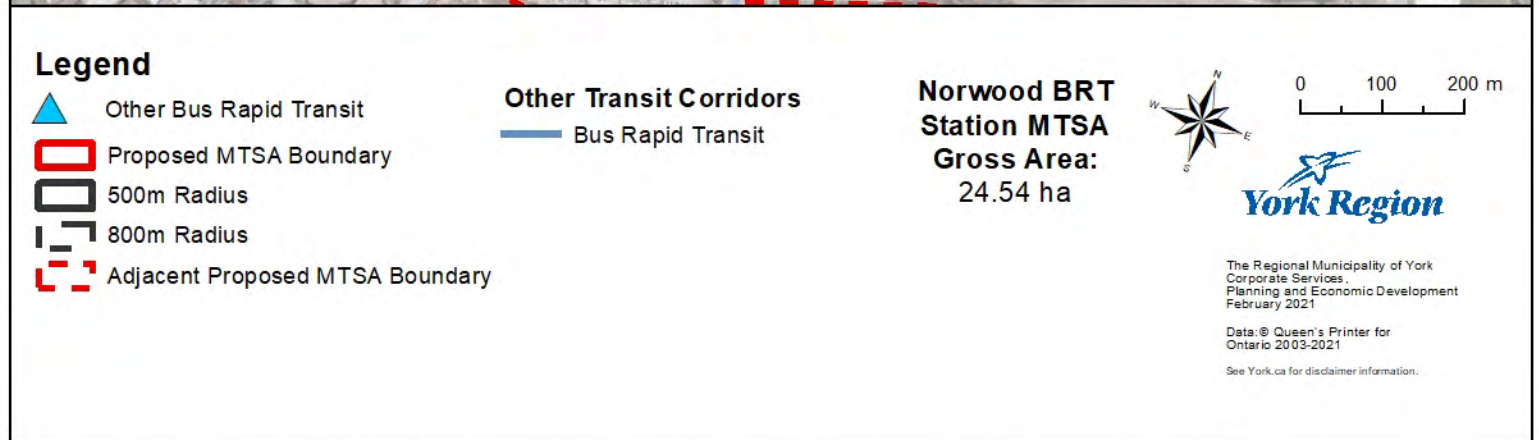 Legend
Other Bus Rapid Transit
Proposed MTSA Boundary
500m Radius
800m Radius
Adjacent Proposed MTSA Boundary
Other Transit Corridors
Bus Rapid Transit
Norwood BRT
Station MTSA
Gross Area:
24.54 ha
N
W
E
S
0 100 200 m
York Region
The Regional Municipality of York
Corporate Services,
Planning and Economic Development
February 2021
Data:© Queen's Printer for
Ontario 2003-2021
See York.ca for disclaimer information.